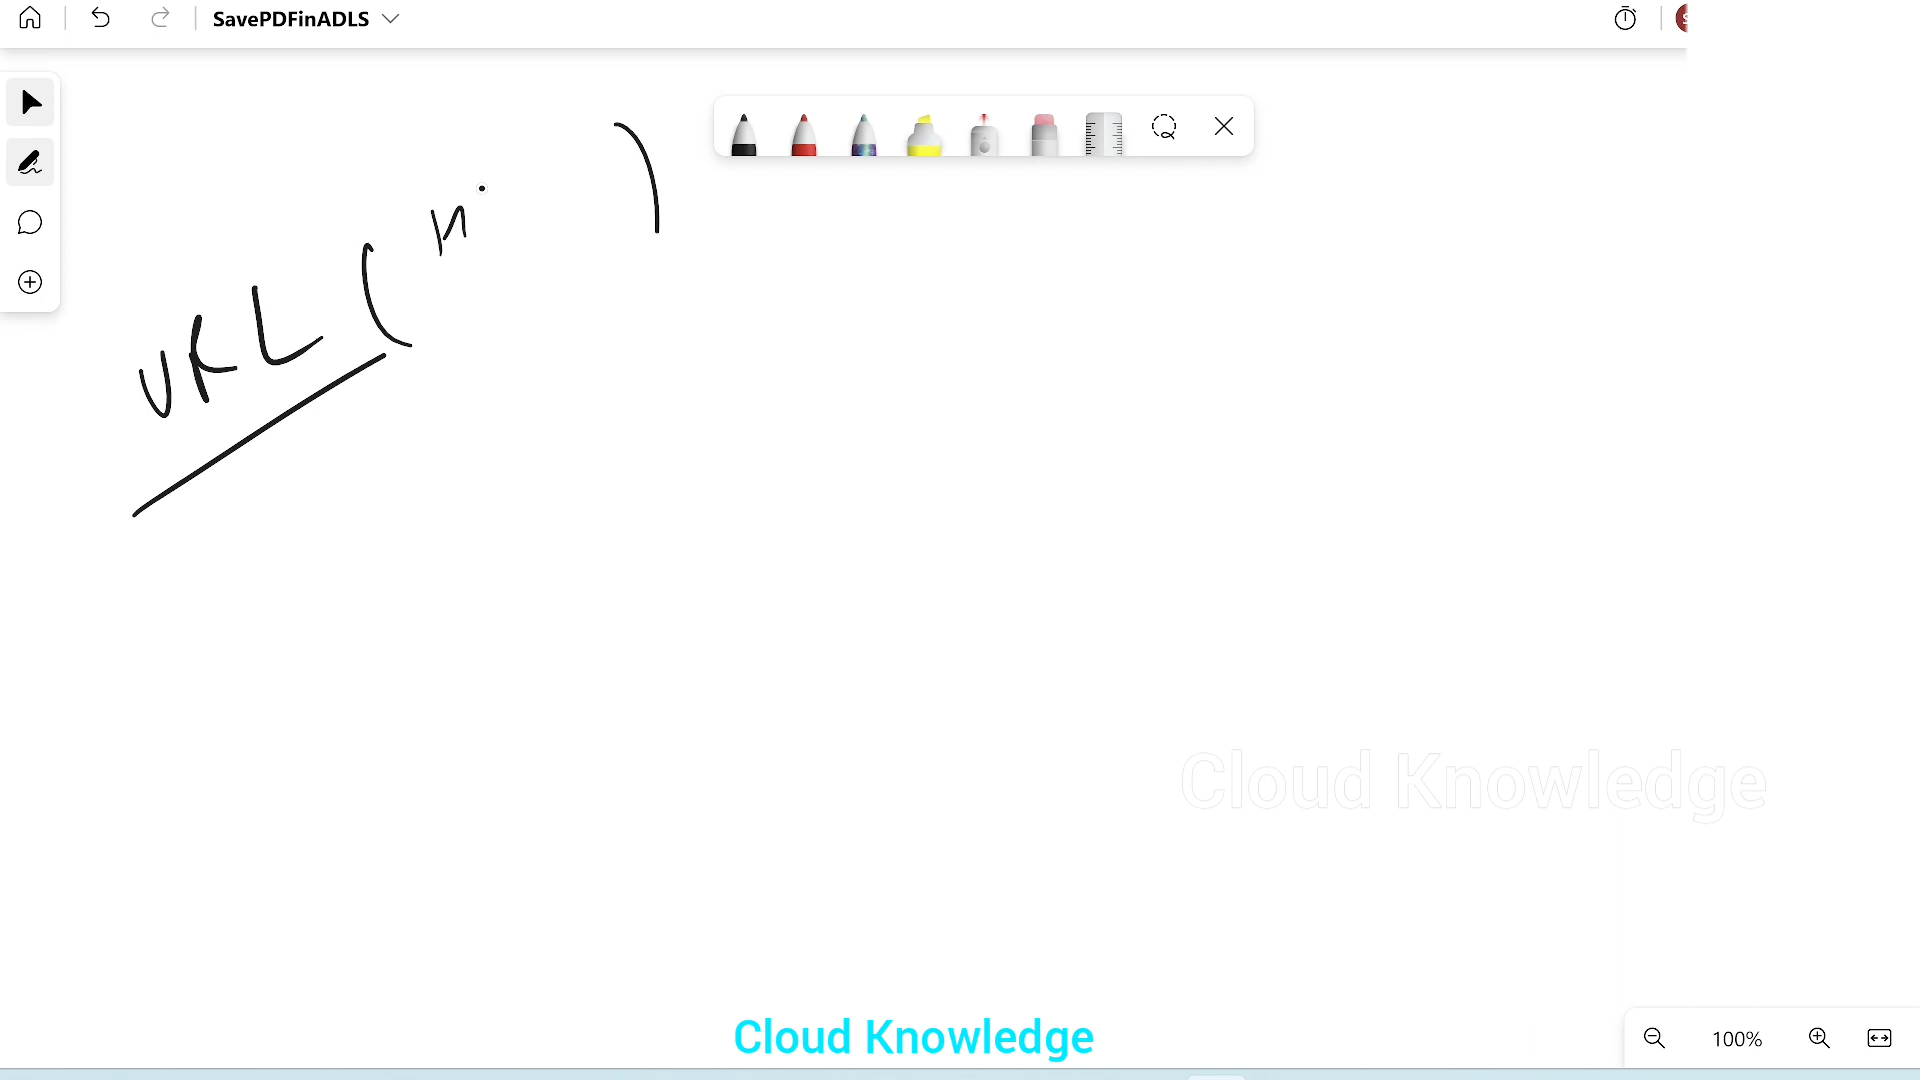 SavePDFinADLS
URL ( n )
Cloud Knowledge
Cloud Knowledge
100%